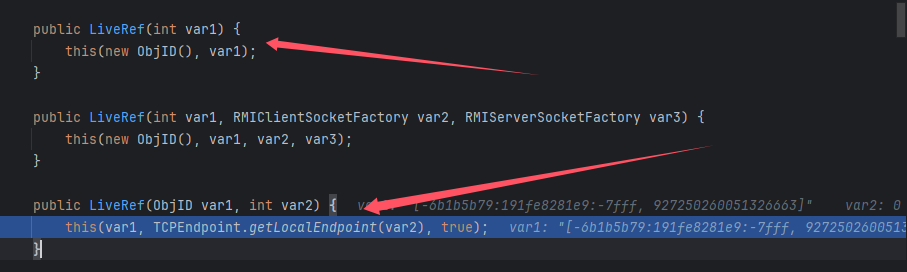 public LiveRef(int var1) {
this(new ObjID(), var1);
}
public LiveRef(int var1, RMIClientSocketFactory var2, RMIServerSocketFactory var3) {
this(new ObjID(), var1, var2, var3);
}
public LiveRef(ObjID var1, int var2) { "[-6b1b5b79:191fe8281e9:-7fff, 927250260051326663]" var2: 0
this(var1, TCPEndpoint.getLocalEndpoint(var2), true); var1: "[-6b1b5b79:191fe8281e9:-7fff, 9272502600513
}